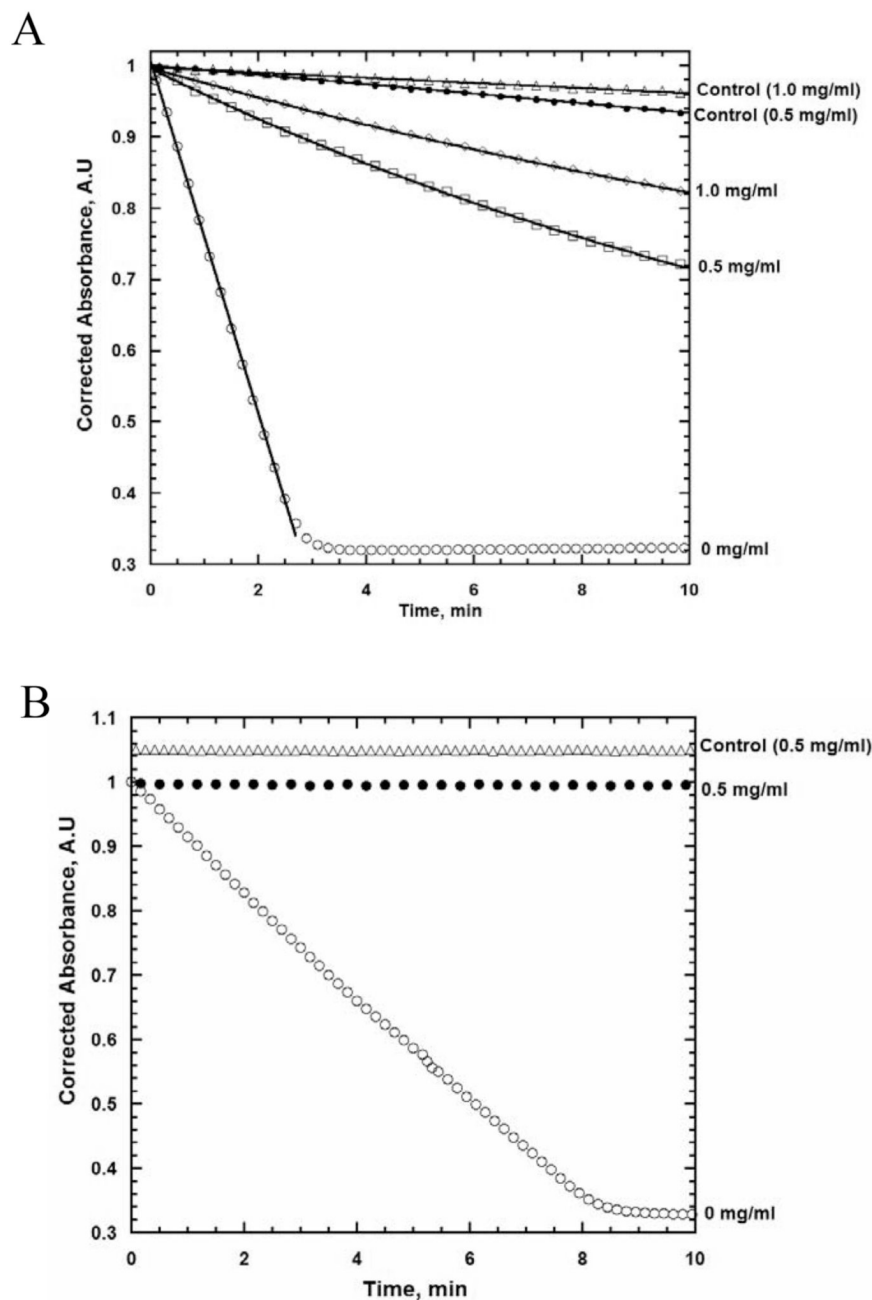 A
1
0.9
0.8
0.7
0.6
0.5
0.4
0.3
Corrected Absorbance, A.U
Control (1.0 mg/ml)
Control (0.5 mg/ml)
1.0 mg/ml
0.5 mg/ml
0 mg/ml
0 2 4 6 8 10
Time, min
B
1.1
1
0.9
0.8
0.7
0.6
0.5
0.4
0.3
Corrected Absorbance, A.U
Control (0.5 mg/ml)
0.5 mg/ml
0 mg/ml
0 2 4 6 8 10
Time, min